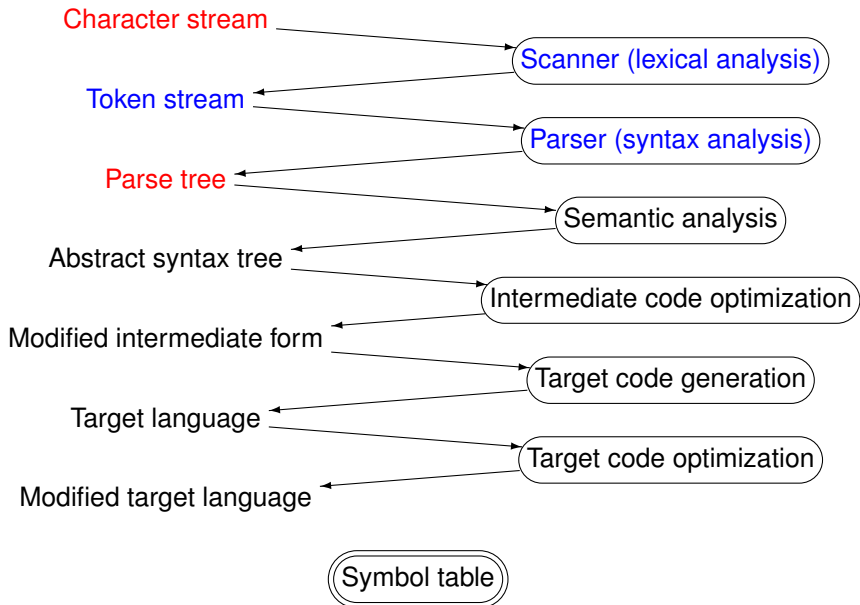 Character stream
Scanner (lexical analysis)
Token stream
Parser (syntax analysis)
Parse tree
Semantic analysis
Abstract syntax tree
Intermediate code optimization
Modified intermediate form
Target code generation
Target language
Target code optimization
Modified target language
Symbol table